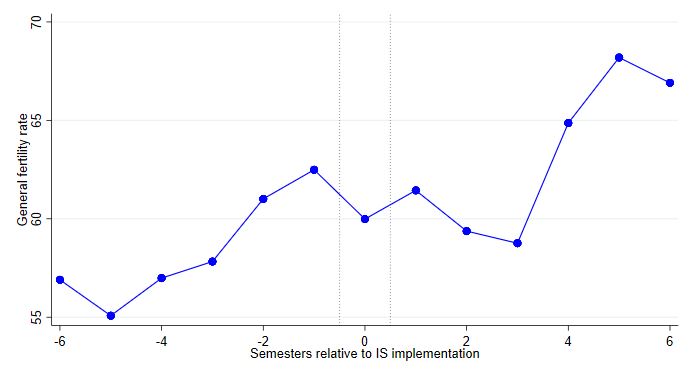 General fertility rate
70
65
60
55
-6 -4 -2 0 2 4 6
Semesters relative to IS implementation